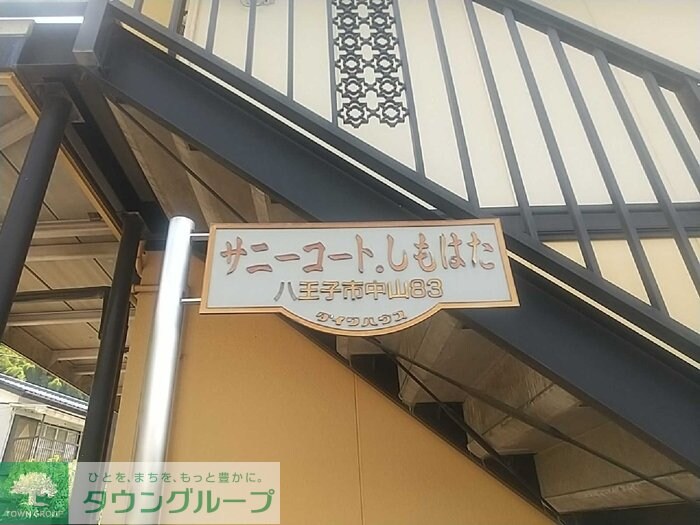 サニーコート.しもはた
八王子市中山83
ダイワハウス
ひとを、まちを、もっと豊かに。
タウングループ
TOWN GROUP